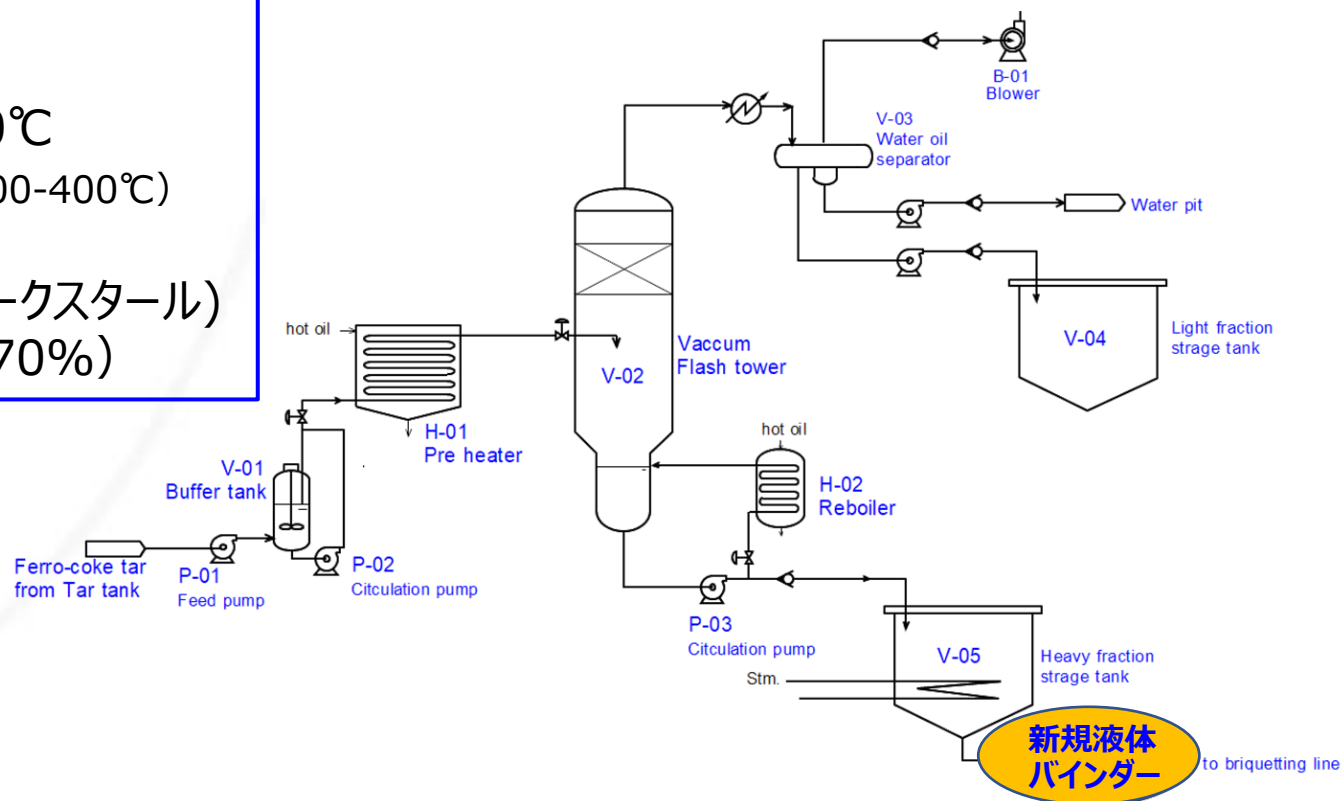 0℃
00-400℃）
ークスタール)
70%）
B-01
Blower
V-03
Water oil
separator
Water pit
hot oil
Vaccum
Flash tower
V-02
V-04
Light fraction
strage tank
H-01
Pre heater
hot oil
V-01
Buffer tank
H-02
Reboiler
Ferro-coke tar
from Tar tank
P-01
Feed pump
P-02
Citculation pump
P-03
Citculation pump
V-05
Heavy fraction
strage tank
Stm.
新規液体
バインダー
to briquetting line